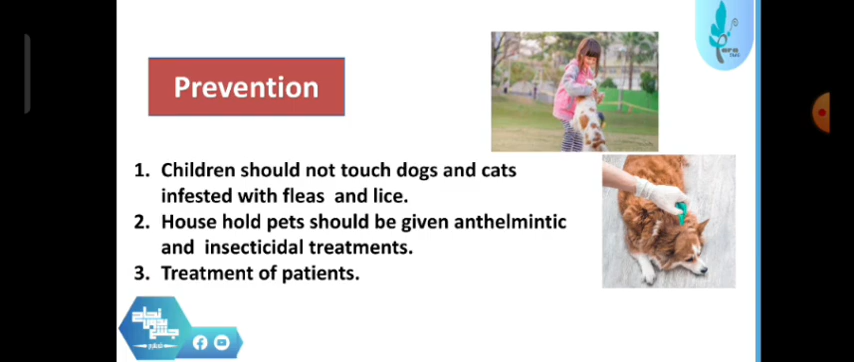 Prevention
1. Children should not touch dogs and cats
infested with fleas and lice.
2. House hold pets should be given anthelmintic
and insecticidal treatments.
3. Treatment of patients.